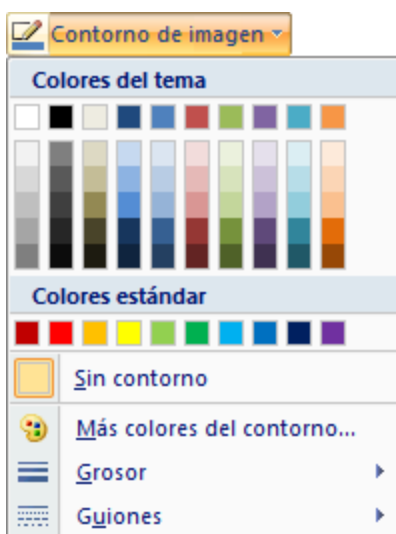 Contorno de imagen
Colores del tema
Colores estándar
Sin contorno
Más colores del contorno...
Grosor
Guiones